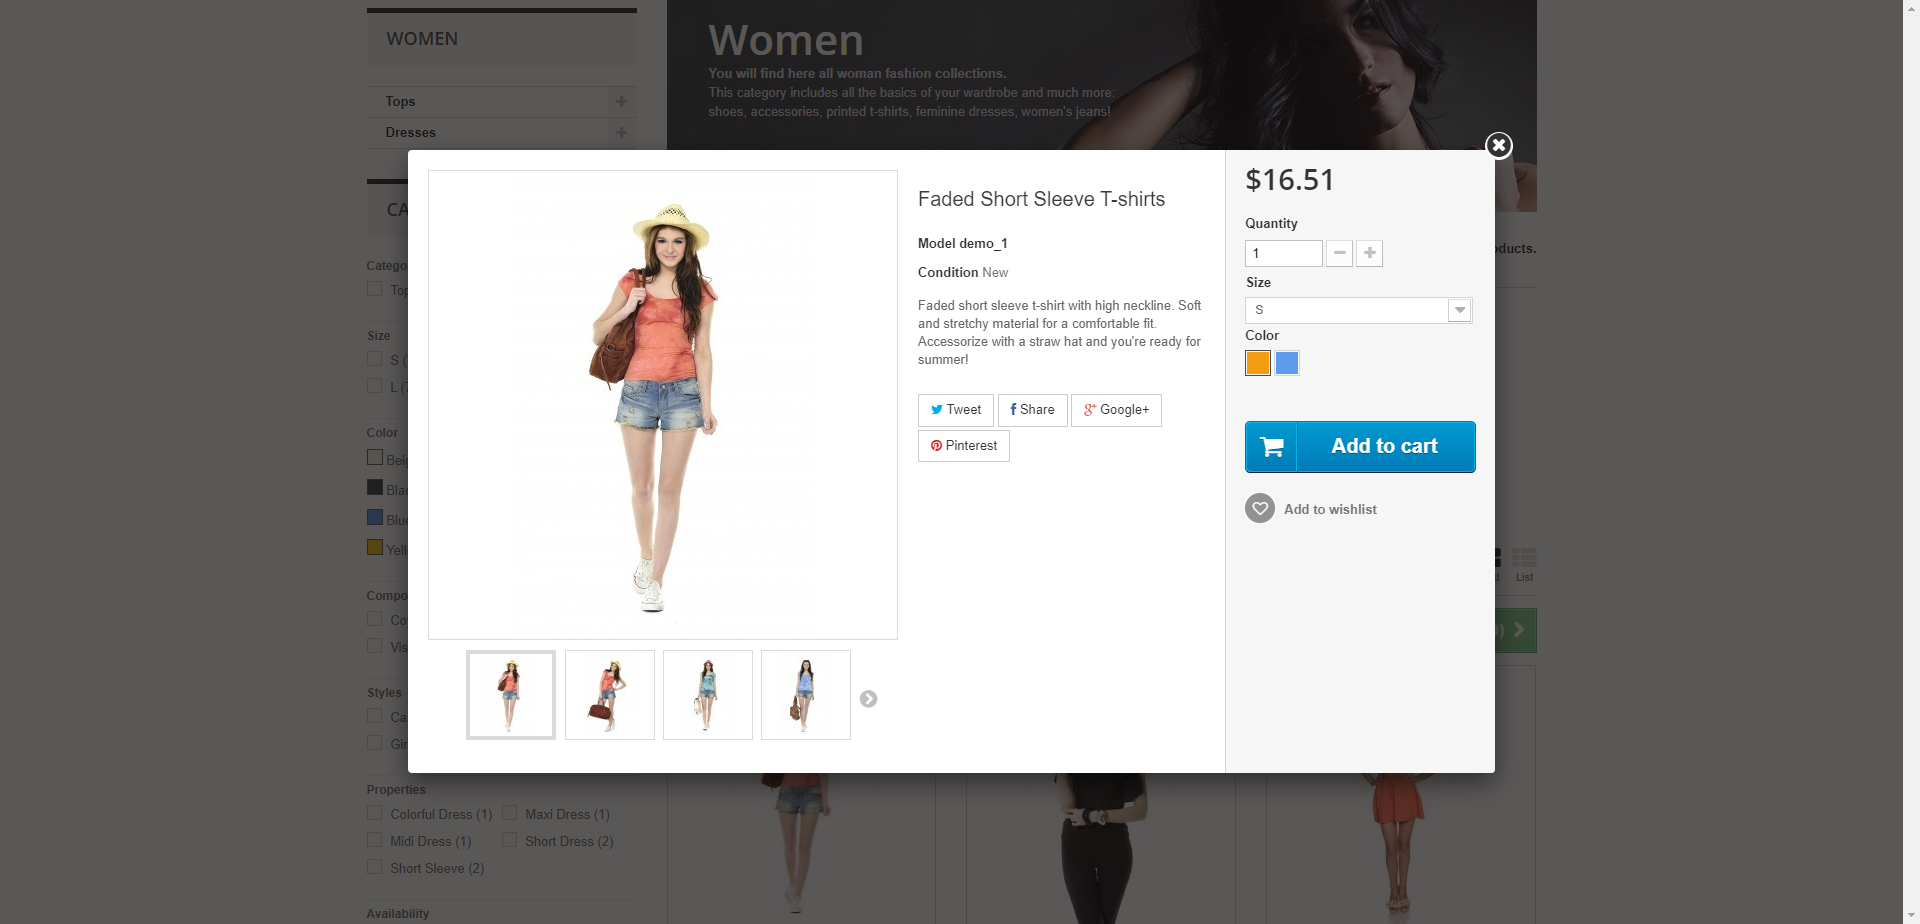 WOMEN
Tops
Dresses
Women
You will find here all woman fashion collections.
This category includes all the basics of your wardrobe and much more:
shoes, accessories, printed t-shirts, feminine dresses, women's jeans!
CA
Catego
Top
Size
S (
L (
Color
Beig
Blac
Blue
Yell
Compo
Co
Vis
Styles
Ca
Gir
Properties
Colorful Dress (1)
Maxi Dress (1)
Midi Dress (1)
Short Dress (2)
Short Sleeve (2)
Availability
Faded Short Sleeve T-shirts
Model demo_1
Condition New
Faded short sleeve t-shirt with high neckline. Soft
and stretchy material for a comfortable fit.
Accessorize with a straw hat and you're ready for
summer!
Tweet
Share
Google+
Pinterest
$16.51
Quantity
1
Size
S
Color
Add to cart
Add to wishlist
oducts.
d
List
)